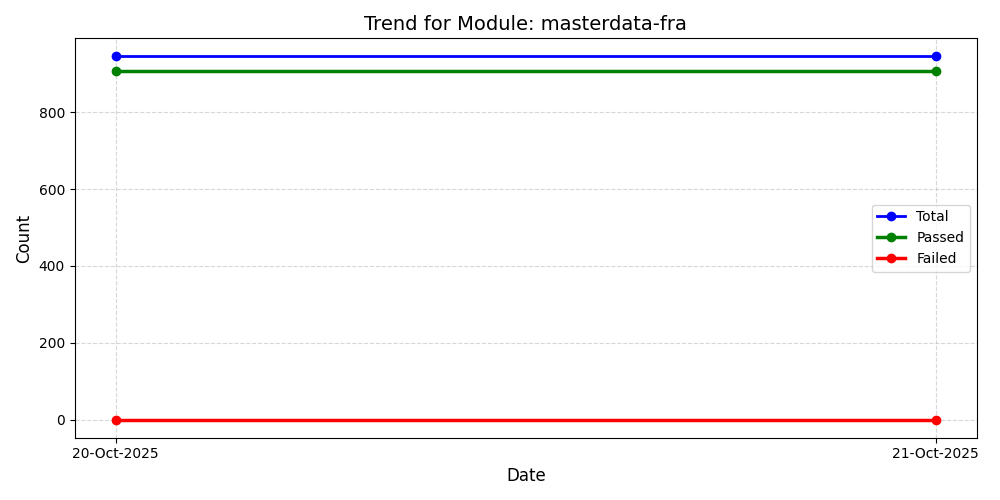 Trend for Module: masterdata-fra
Count
800
600
400
200
0
Total
Passed
Failed
20-Oct-2025
21-Oct-2025
Date